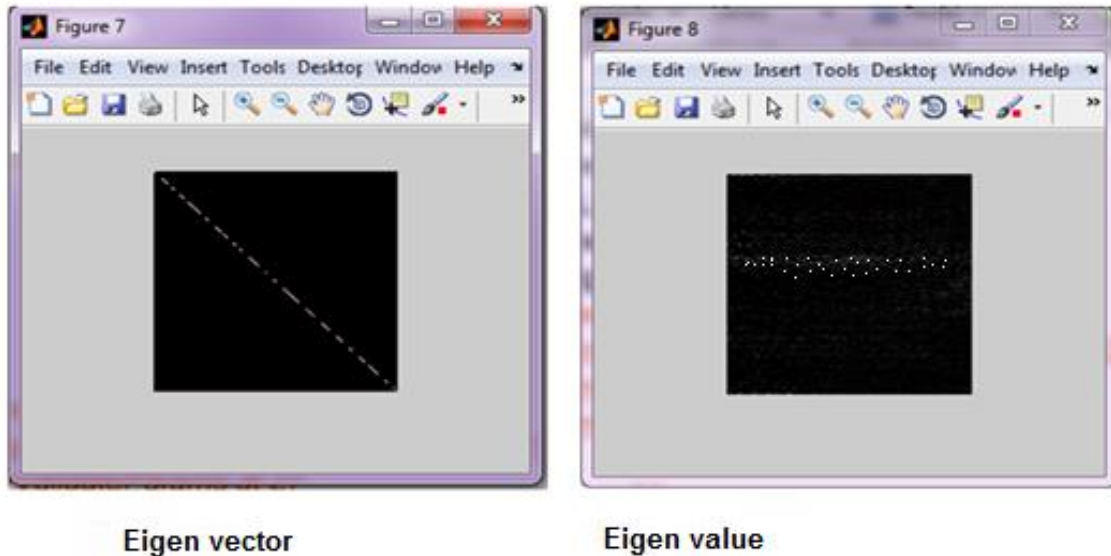 Figure 7
File Edit View Insert Tools Desktop Window Help
Figure 8
File Edit View Insert Tools Desktop Window Help
Eigen vector
Eigen value